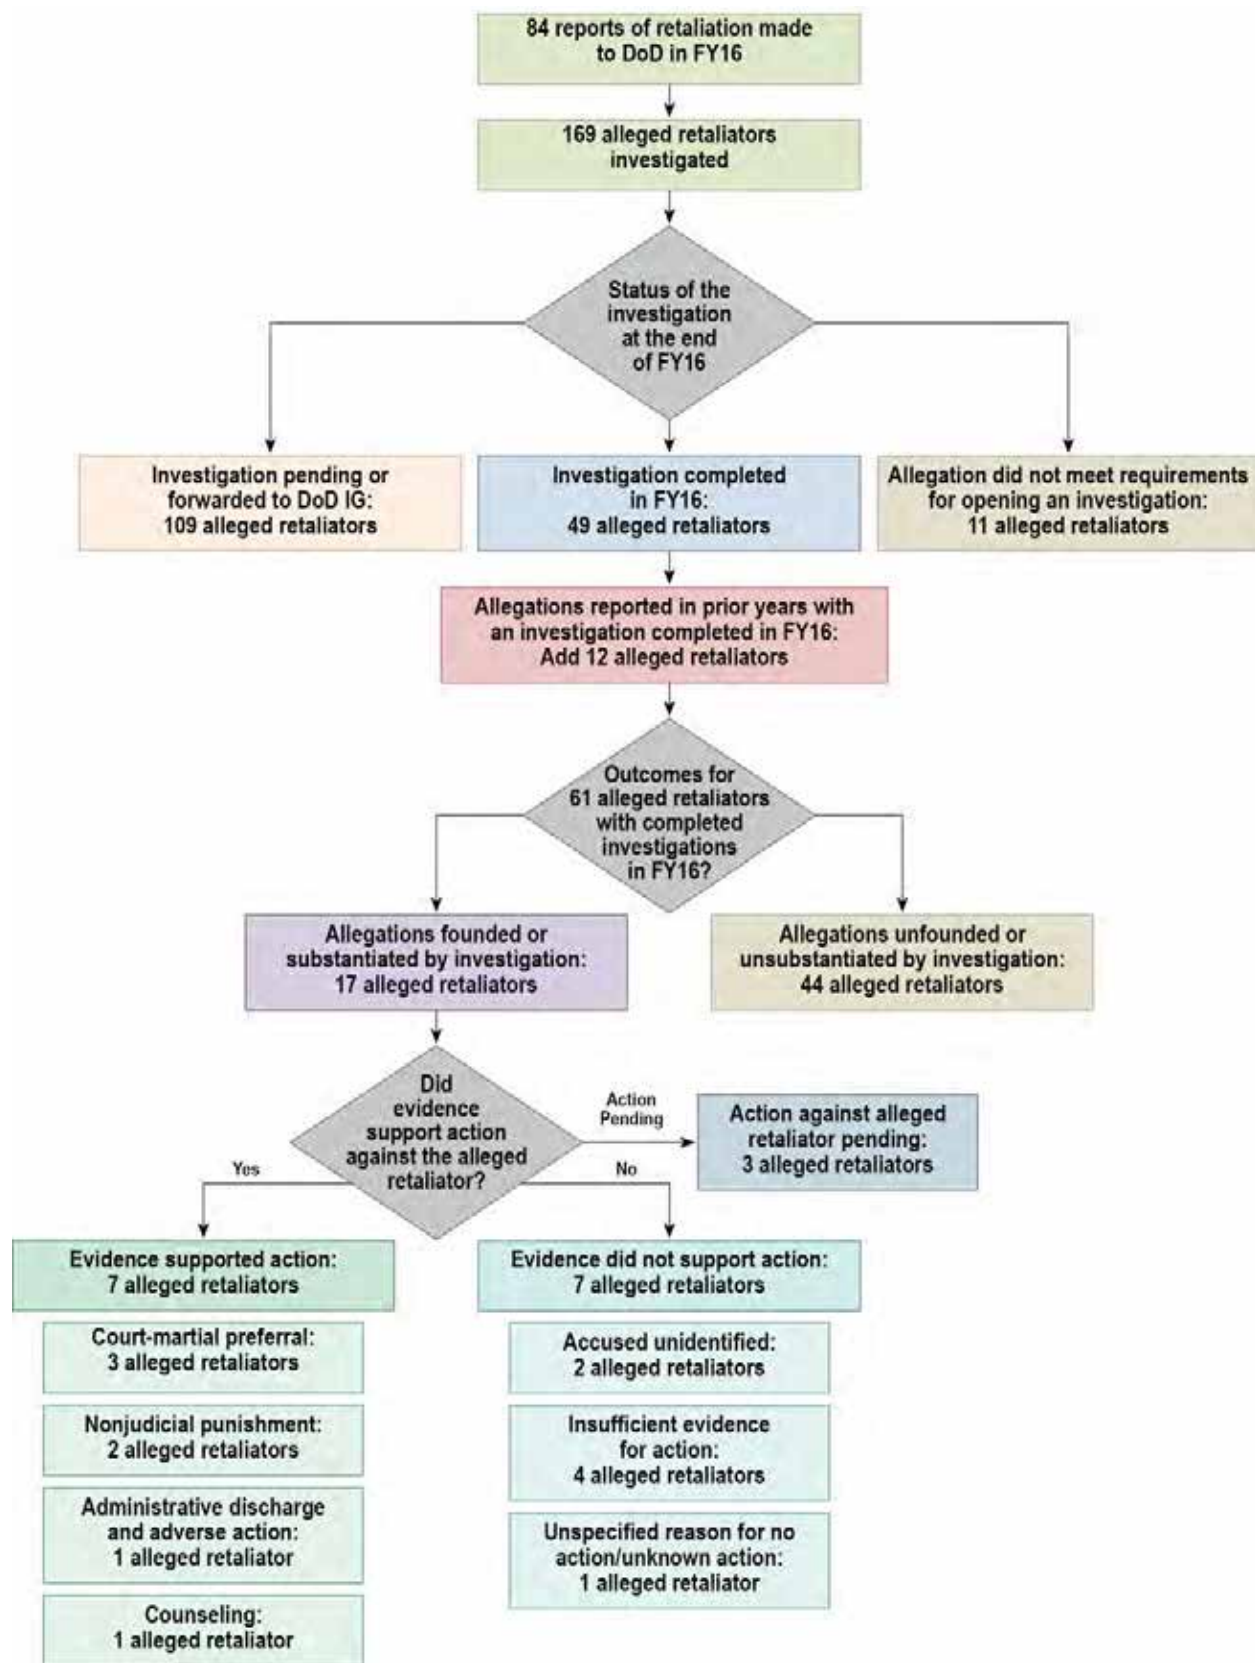 84 reports of retaliation made
to DoD in FY16
169 alleged retaliators
investigated
Status of the
investigation
at the end
of FY16
Investigation pending or
forwarded to DoD IG:
109 alleged retaliators
Investigation completed
in FY16:
49 alleged retaliators
Allegation did not meet requirements
for opening an investigation:
11 alleged retaliators
Allegations reported in prior years with
an investigation completed in FY16:
Add 12 alleged retaliators
Outcomes for
61 alleged retaliators
with completed
investigations
in FY16?
Allegations founded or
substantiated by investigation:
17 alleged retaliators
Allegations unfounded or
unsubstantiated by investigation:
44 alleged retaliators
Did
evidence
support action
against the alleged
retaliator?
Action
Pending
Action against alleged
retaliator pending:
3 alleged retaliators
Yes
No
Evidence supported action:
7 alleged retaliators
Court-martial preferral:
3 alleged retaliators
Nonjudicial punishment:
2 alleged retaliators
Administrative discharge
and adverse action:
1 alleged retaliator
Counseling:
1 alleged retaliator
Evidence did not support action:
7 alleged retaliators
Accused unidentified:
2 alleged retaliators
Insufficient evidence
for action:
4 alleged retaliators
Unspecified reason for no
action/unknown action:
1 alleged retaliator